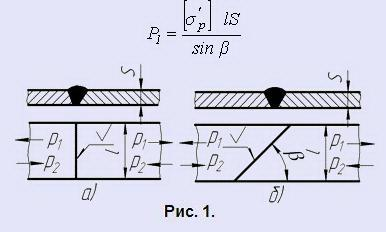 P₁ = [σ'ₚ] lS / sin β
S
S
P₁
P₁
l
P₂
P₂
а)
P₁
P₁
β
l
P₂
P₂
б)
Рис. 1.